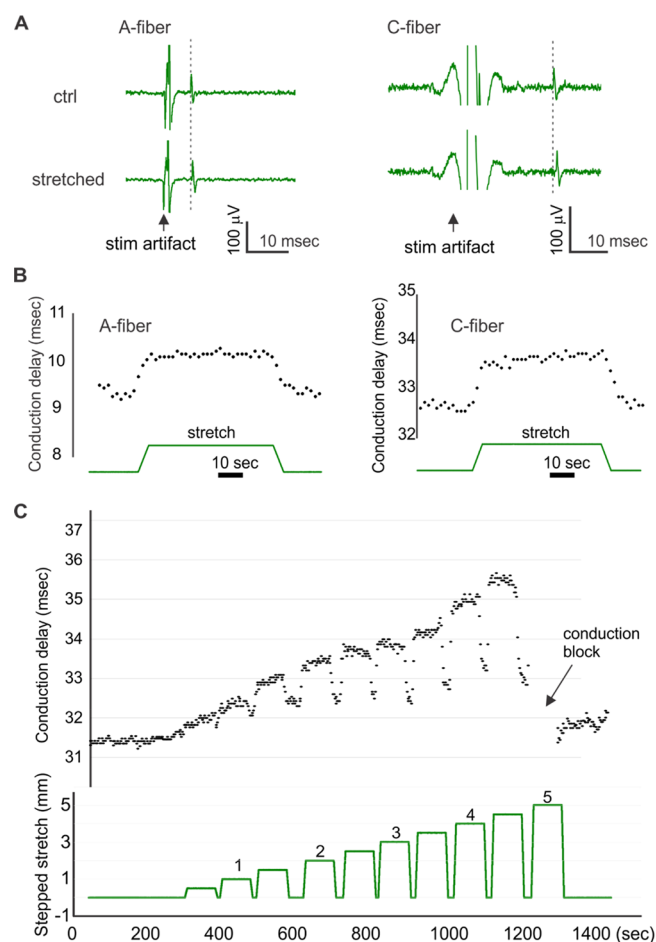 A
A-fiber
C-fiber
ctrl
stretched
stim artifact
100 μV
10 msec
stim artifact
100 μV
10 msec
B
Conduction delay (msec)
11
10
9
8
A-fiber
stretch
10 sec
Conduction delay (msec)
35
34
33
32
C-fiber
stretch
10 sec
C
Conduction delay (msec)
37
36
35
34
33
32
31
conduction
block
Stepped stretch (mm)
5
3
1
-1
1
2
3
4
5
0 200 400 600 800 1000 1200 1400 (sec)